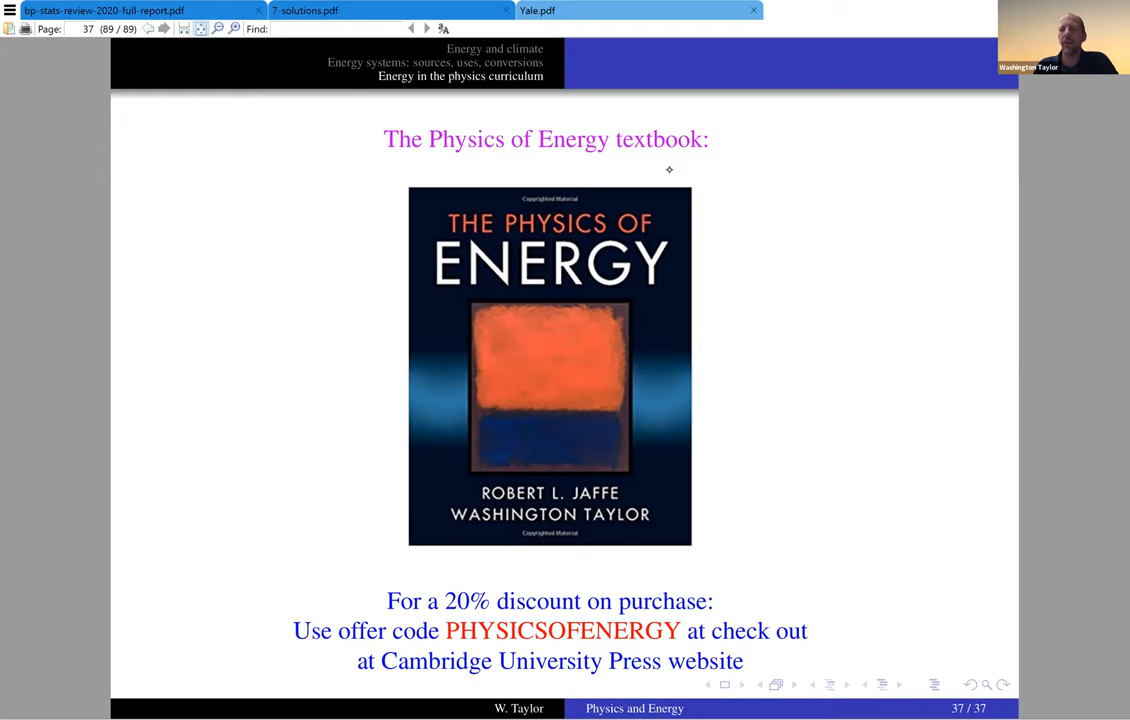 bp-stats-review-2020-full-report.pdf
7-solutions.pdf
Yale.pdf
Page: 37 (89 / 89)
Find:
Washington Taylor
Energy and climate
Energy systems: sources, uses, conversions
Energy in the physics curriculum
The Physics of Energy textbook:
Copyrighted Material
THE PHYSICS OF
ENERGY
ROBERT L. JAFFE
WASHINGTON TAYLOR
Copyrighted Material
For a 20% discount on purchase:
Use offer code PHYSICSOFENERGY at check out
at Cambridge University Press website
W. Taylor
Physics and Energy
37 / 37